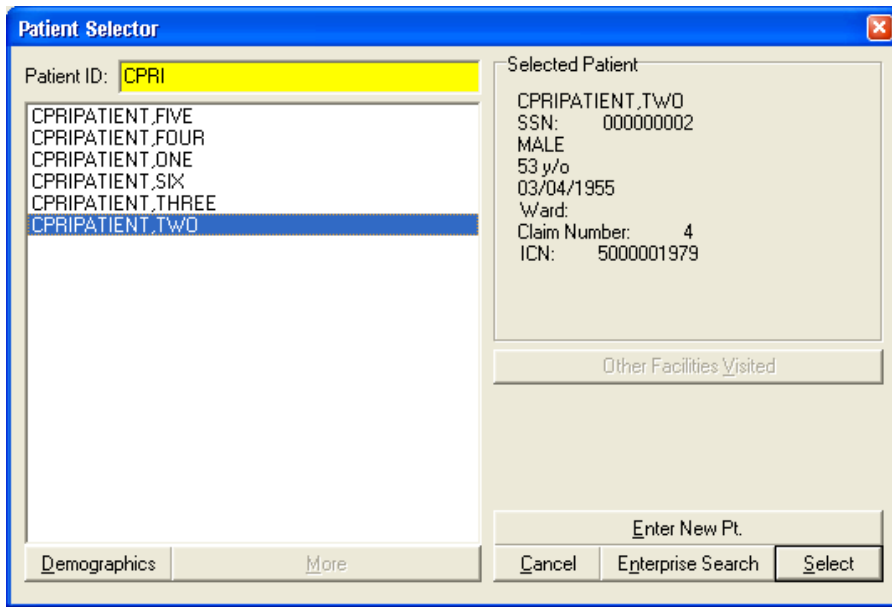 Patient Selector
Patient ID: CPRI
CPRIPATIENT,FIVE
CPRIPATIENT,FOUR
CPRIPATIENT,ONE
CPRIPATIENT,SIX
CPRIPATIENT,THREE
CPRIPATIENT,TWO
Demographics
More
Selected Patient
CPRIPATIENT,TWO
SSN: 000000002
MALE
53 y/o
03/04/1955
Ward:
Claim Number: 4
ICN: 5000001979
Other Facilities Visited
Enter New Pt.
Cancel
Enterprise Search
Select